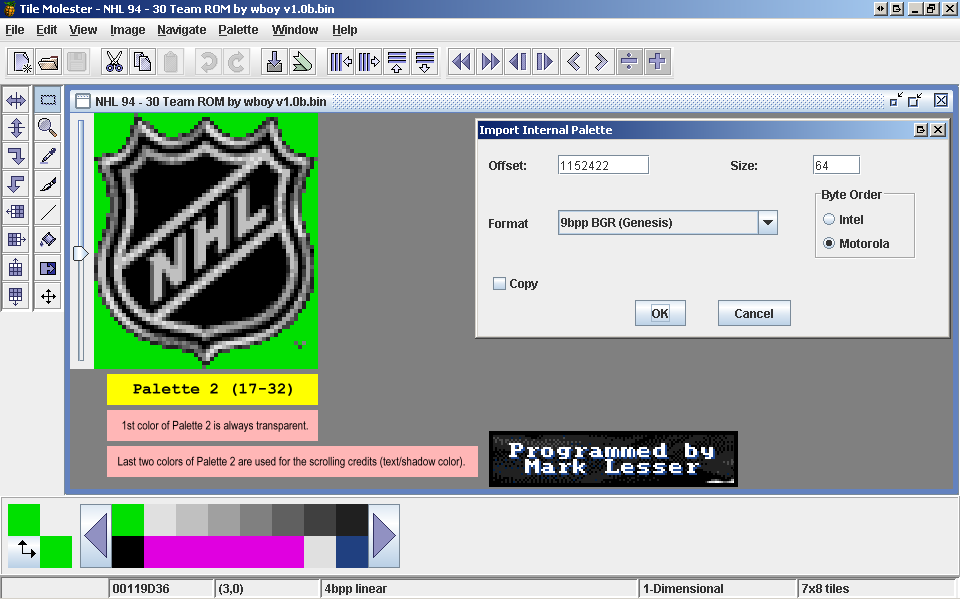 Tile Molester - NHL 94 - 30 Team ROM by wboy v1.0b.bin
File Edit View Image Navigate Palette Window Help
NHL 94 - 30 Team ROM by wboy v1.0b.bin
NHL
Import Internal Palette
Offset: 1152422 Size: 64
Byte Order
Format 9bpp BGR (Genesis)
Intel
Motorola
Copy
OK Cancel
Palette 2 (17-32)
1st color of Palette 2 is always transparent.
Last two colors of Palette 2 are used for the scrolling credits (text/shadow color).
Programmed by
Mark Lesser
00119D36 (3,0) 4bpp linear 1-Dimensional 7x8 tiles